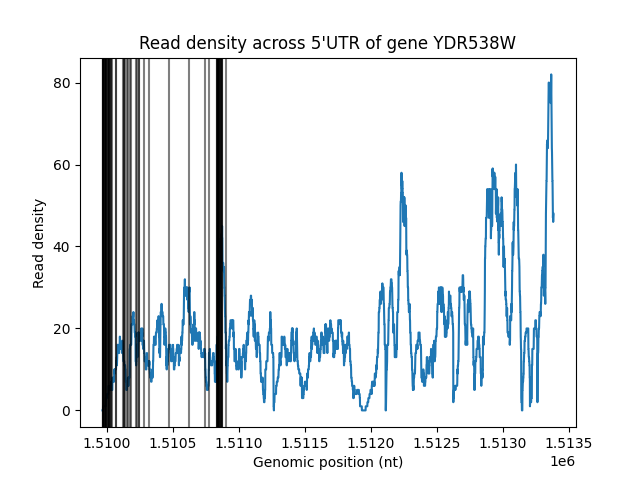 Read density across 5'UTR of gene YDR538W
80
60
40
20
0
Read density
1.5100 1.5105 1.5110 1.5115 1.5120 1.5125 1.5130 1.5135
1e6
Genomic position (nt)